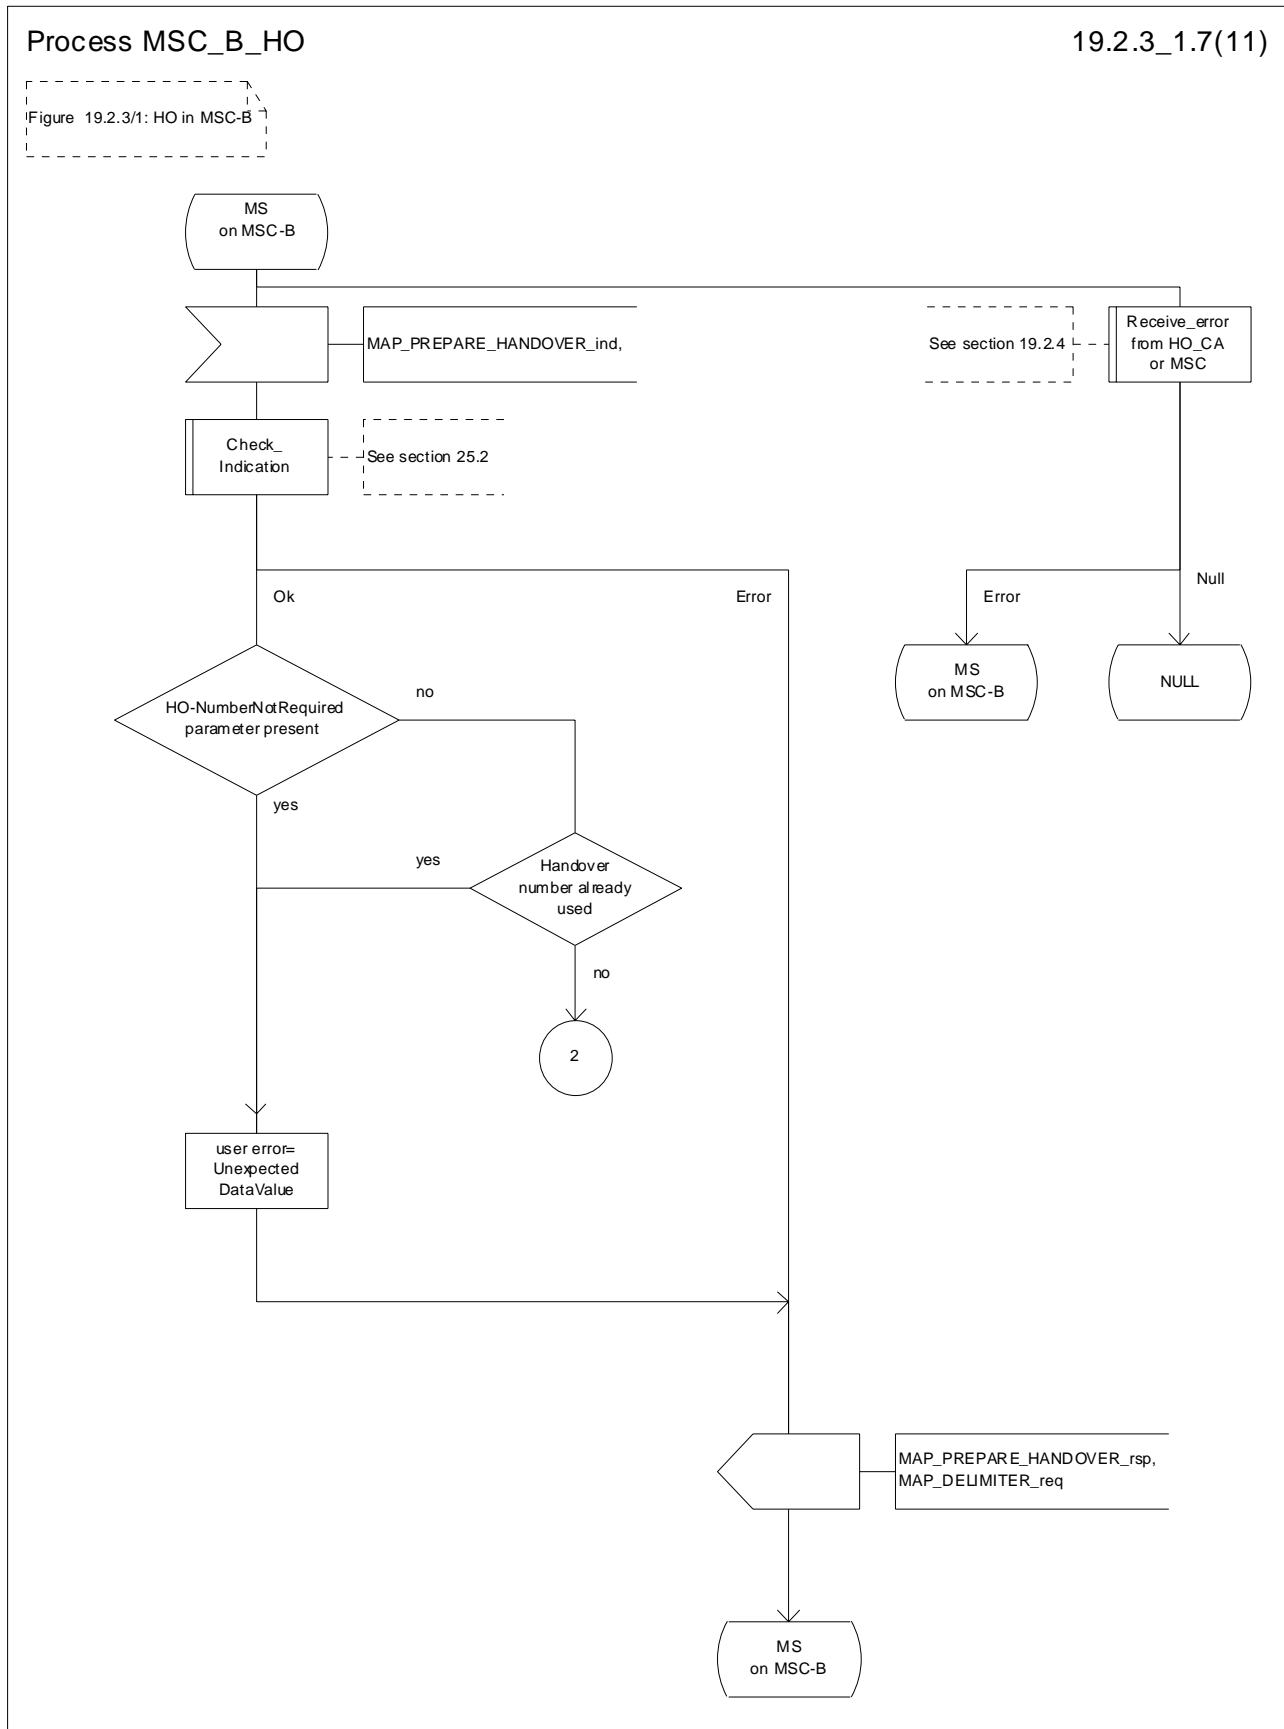 Process MSC_B_HO
19.2.3_1.7(11)
Figure 19.2.3/1: HO in MSC-B
MS
on MSC-B
MAP_PREPARE_HANDOVER_ind,
See section 19.2.4
Receive_error
from HO_CA
or MSC
Check_
Indication
See section 25.2
Ok
Error
Error
Null
MS
on MSC-B
NULL
HO-NumberNotRequired
parameter present
no
yes
yes
Handover
number already
used
no
2
user error=
Unexpected
DataValue
MAP_PREPARE_HANDOVER_rsp,
MAP_DELIMITER_req
MS
on MSC-B